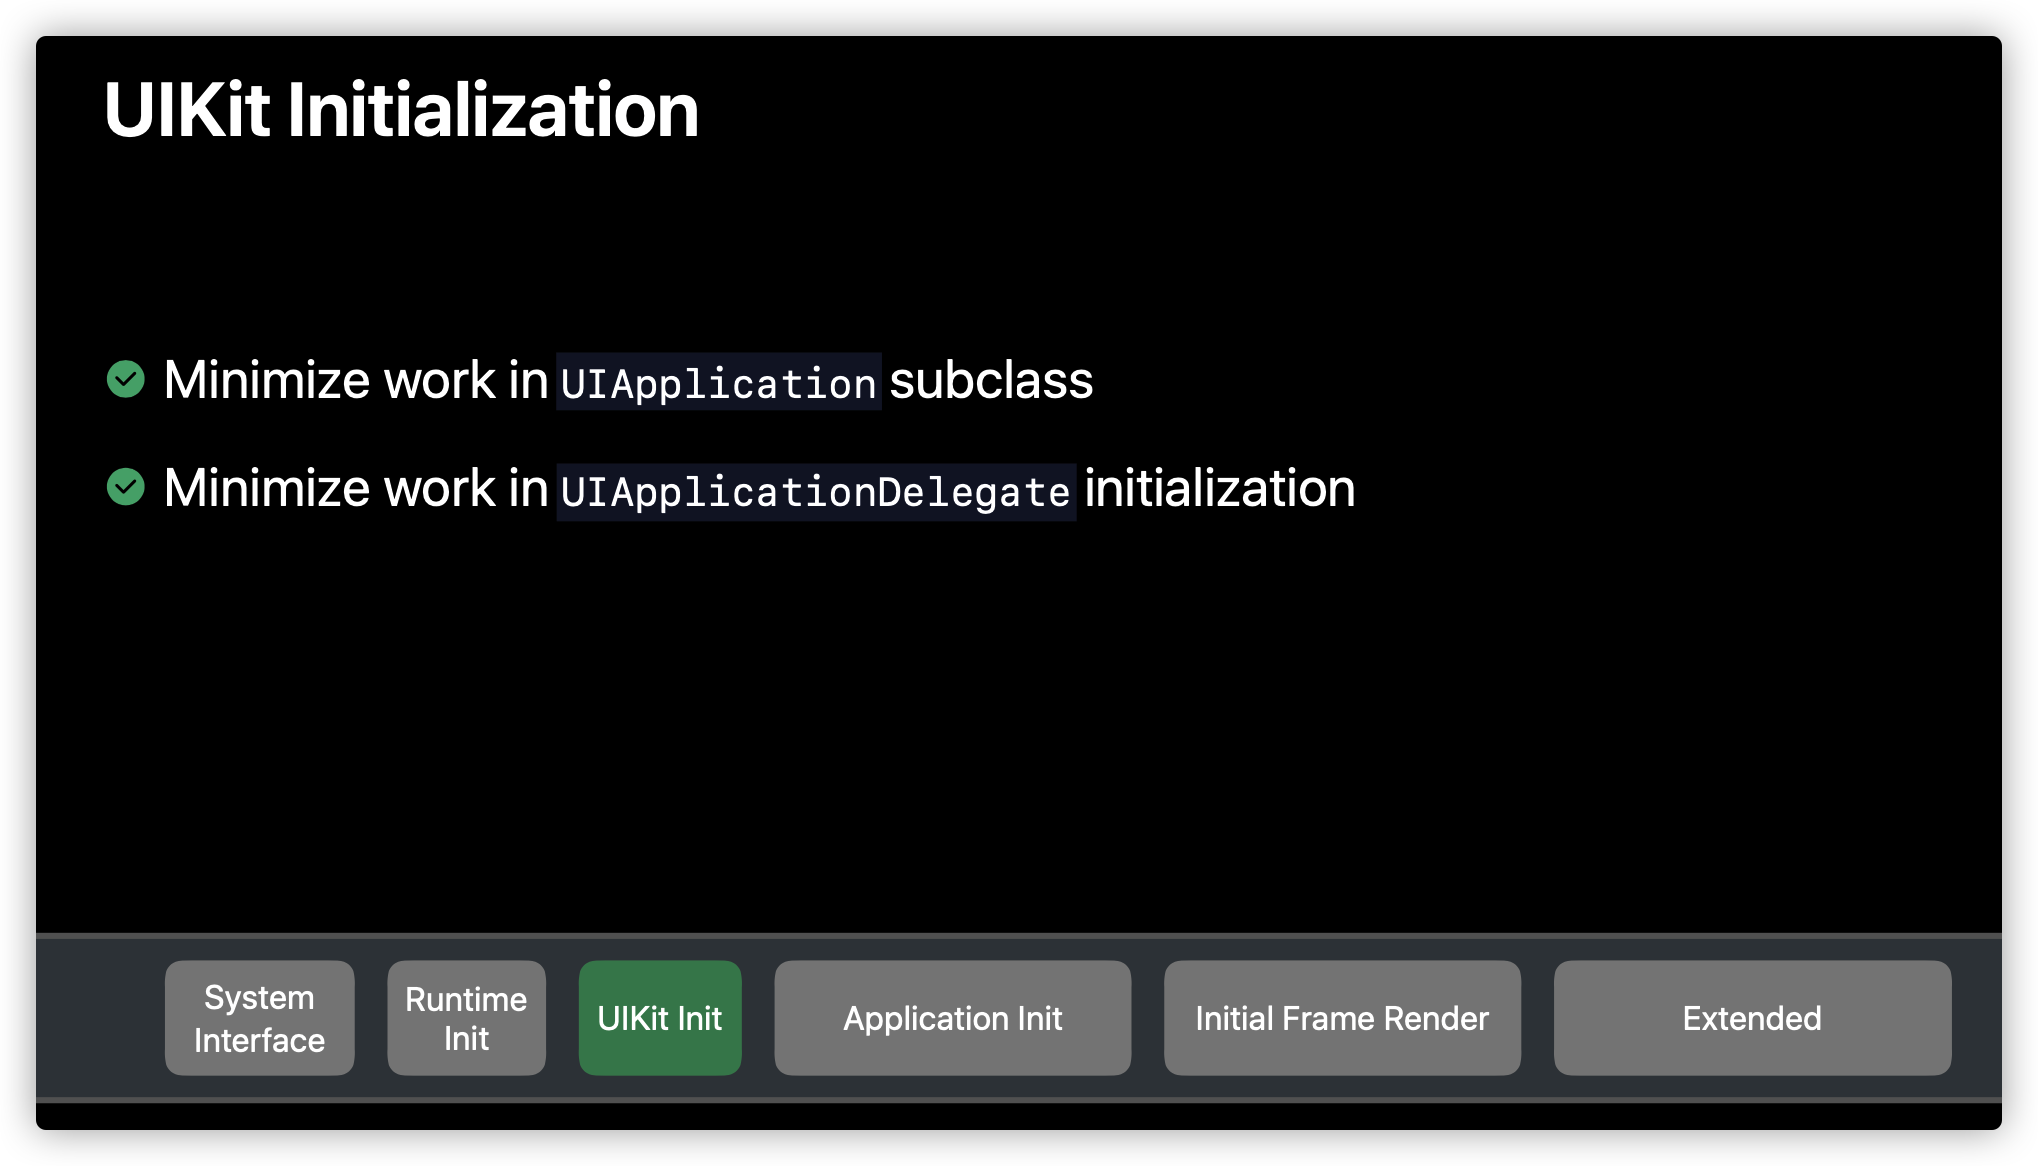 UIKit Initialization
Minimize work in UIApplication subclass
Minimize work in UIApplicationDelegate initialization
System
Interface
Runtime
Init
UIKit Init
Application Init
Initial Frame Render
Extended